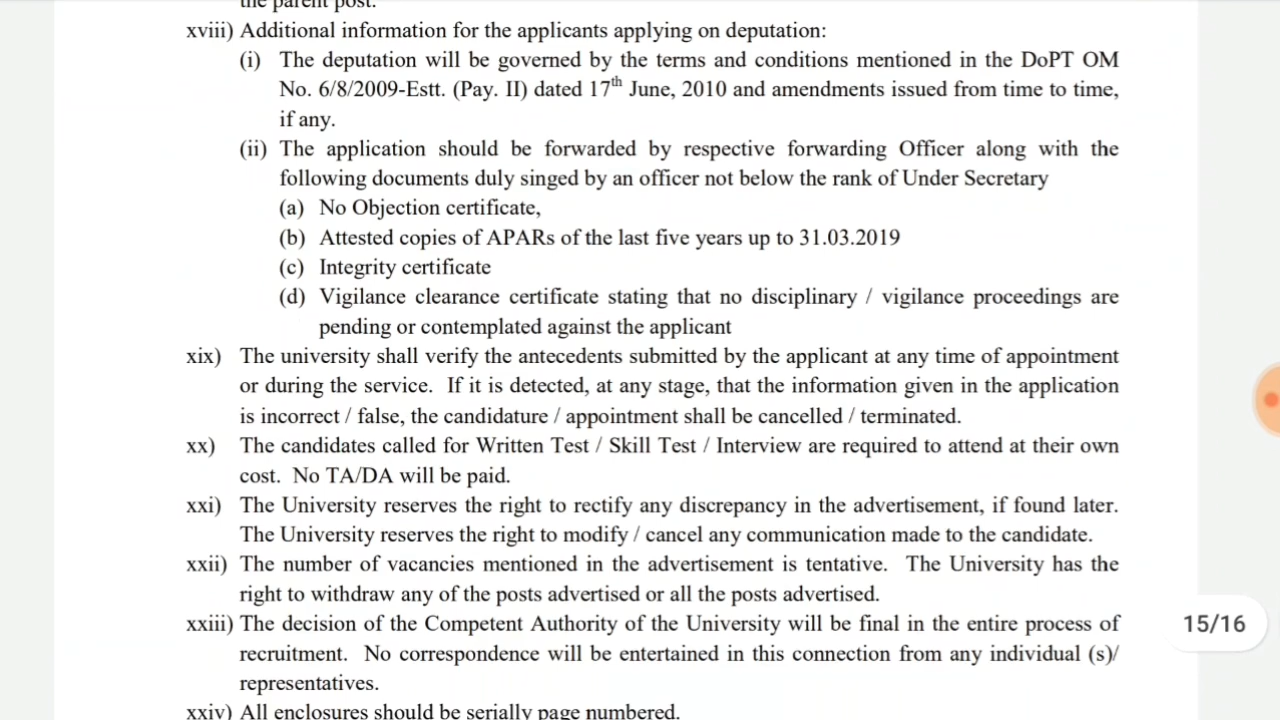 the parent post.
xviii) Additional information for the applicants applying on deputation:
(i) The deputation will be governed by the terms and conditions mentioned in the DoPT OM
No. 6/8/2009-Estt. (Pay. II) dated 17th June, 2010 and amendments issued from time to time,
if any.
(ii) The application should be forwarded by respective forwarding Officer along with the
following documents duly singed by an officer not below the rank of Under Secretary
(a) No Objection certificate,
(b) Attested copies of APARs of the last five years up to 31.03.2019
(c) Integrity certificate
(d) Vigilance clearance certificate stating that no disciplinary / vigilance proceedings are
pending or contemplated against the applicant
xix) The university shall verify the antecedents submitted by the applicant at any time of appointment
or during the service. If it is detected, at any stage, that the information given in the application
is incorrect / false, the candidature / appointment shall be cancelled / terminated.
xx) The candidates called for Written Test / Skill Test / Interview are required to attend at their own
cost. No TA/DA will be paid.
xxi) The University reserves the right to rectify any discrepancy in the advertisement, if found later.
The University reserves the right to modify / cancel any communication made to the candidate.
xxii) The number of vacancies mentioned in the advertisement is tentative. The University has the
right to withdraw any of the posts advertised or all the posts advertised.
xxiii) The decision of the Competent Authority of the University will be final in the entire process of
recruitment. No correspondence will be entertained in this connection from any individual (s)/
representatives.
xxiv) All enclosures should be serially page numbered.
15/16